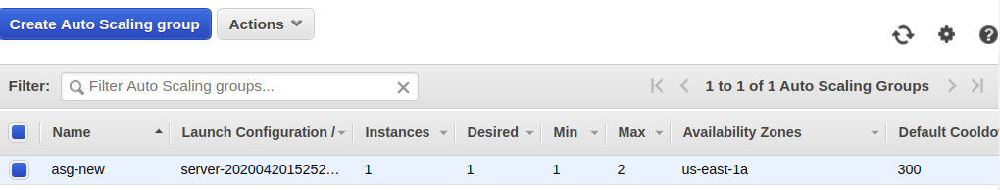 Create Auto Scaling group Actions
Filter: Filter Auto Scaling groups... 1 to 1 of 1 Auto Scaling Groups
Name Launch Configuration / Instances Desired Min Max Availability Zones Default Cooldo
asg-new server-2020042015252... 1 1 1 2 us-east-1a 300